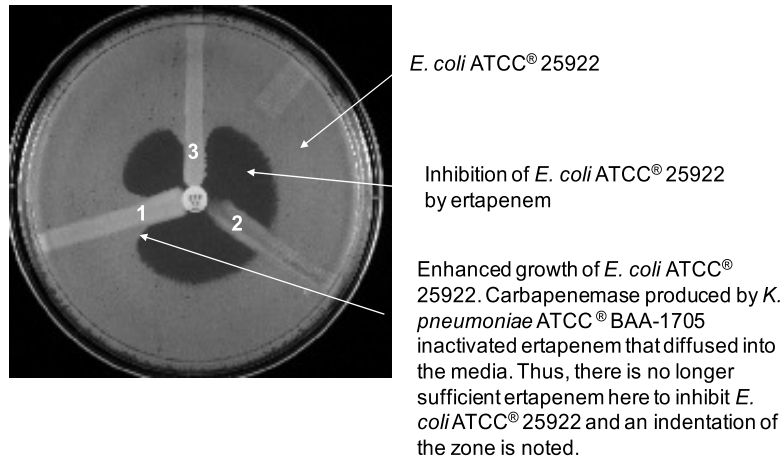 E. coli ATCC® 25922
3
Inhibition of E. coli ATCC® 25922
by ertapenem
1
2
Enhanced growth of E. coli ATCC®
25922. Carbapenemase produced by K.
pneumoniae ATCC® BAA-1705
inactivated ertapenem that diffused into
the media. Thus, there is no longer
sufficient ertapenem here to inhibit E.
coli ATCC® 25922 and an indentation of
the zone is noted.